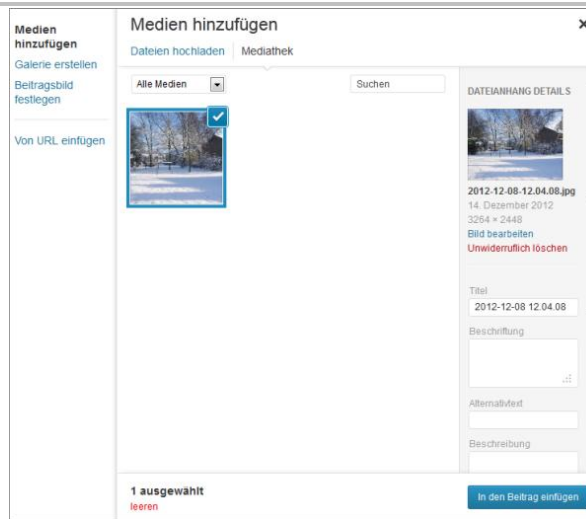 Medien
hinzufügen
Galerie erstellen
Beitragsbild
festlegen
Von URL einfügen
Medien hinzufügen
Dateien hochladen Mediathek
Alle Medien
Suchen
DATEIANHANG DETAILS
2012-12-08-12.04.08.jpg
14. Dezember 2012
3264 × 2448
Bild bearbeiten
Unwiderruflich löschen
Titel
2012-12-08 12.04.08
Beschriftung
Alternativtext
Beschreibung
1 ausgewählt
leeren
In den Beitrag einfügen